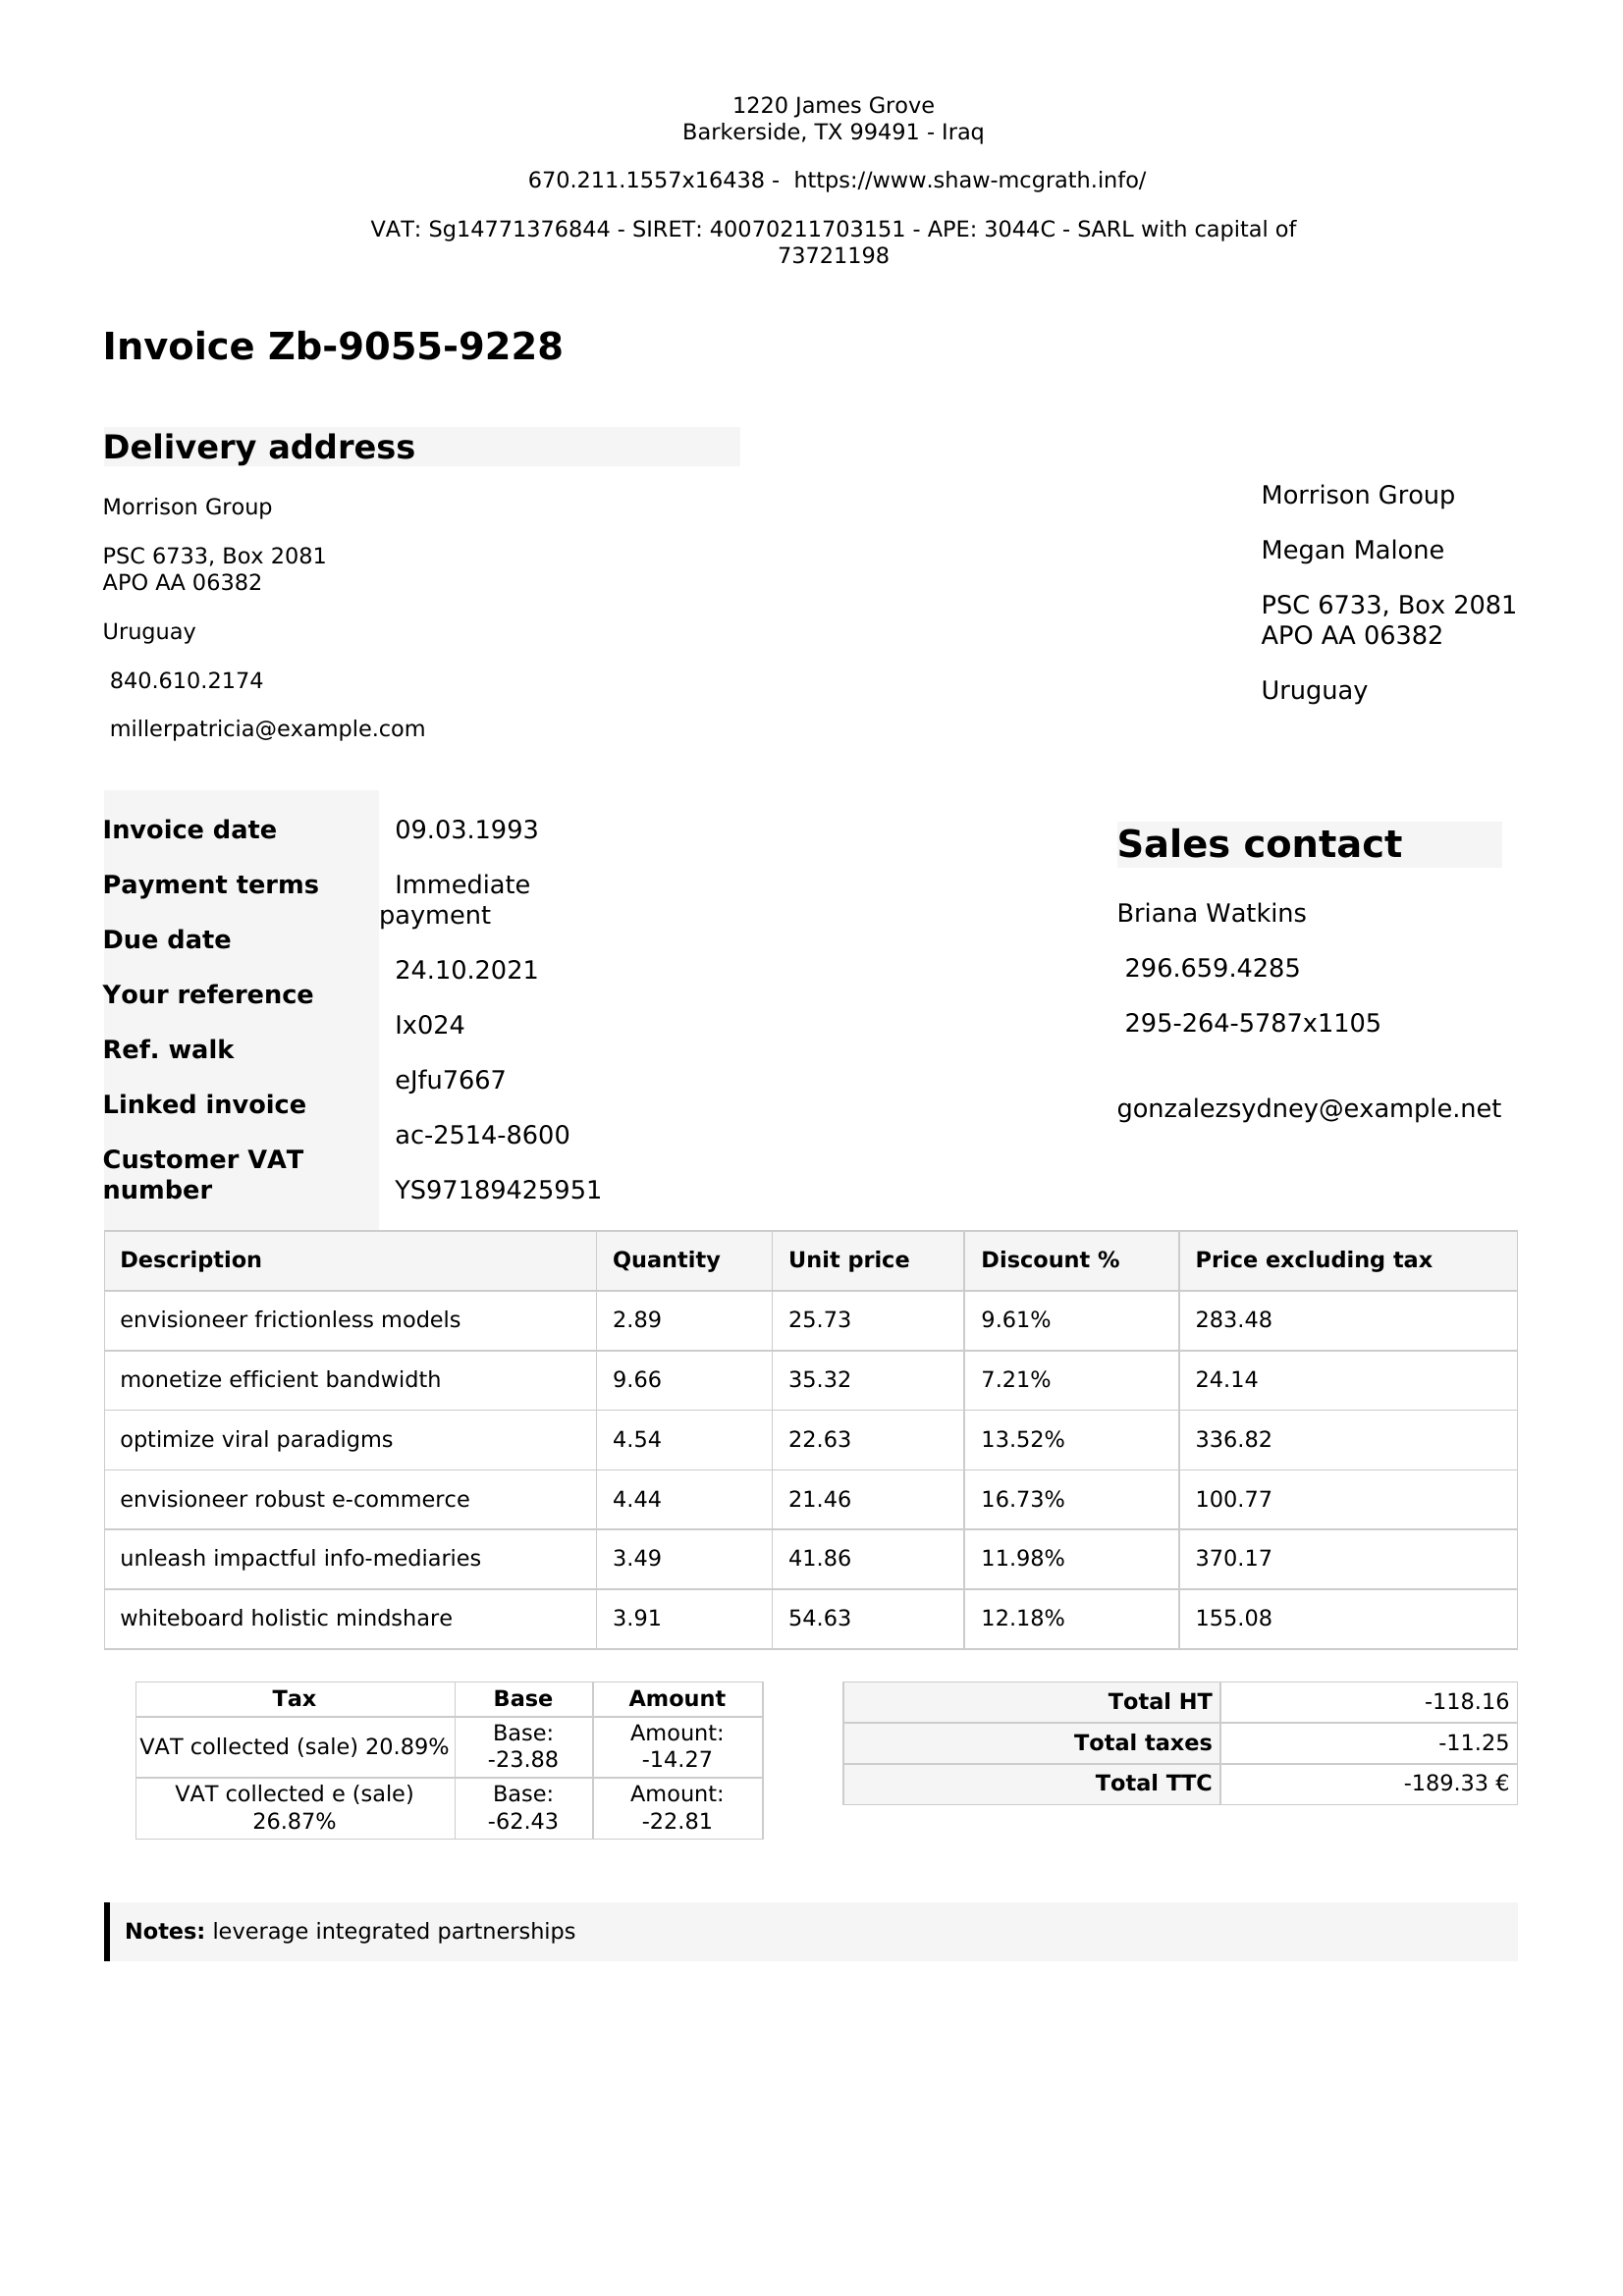 1220 James Grove
Barkerside, TX 99491 - Iraq
670.211.1557x16438 - https://www.shaw-mcgrath.info/
VAT: Sg14771376844 - SIRET: 40070211703151 - APE: 3044C - SARL with capital of
73721198
Invoice Zb-9055-9228
Delivery address
Morrison Group
PSC 6733, Box 2081
APO AA 06382
Uruguay
840.610.2174
millerpatricia@example.com
Morrison Group
Megan Malone
PSC 6733, Box 2081
APO AA 06382
Uruguay
Invoice date
Payment terms
Due date
Your reference
Ref. walk
Linked invoice
Customer VAT
number
09.03.1993
Immediate
payment
24.10.2021
Ix024
eJfu7667
ac-2514-8600
YS97189425951
Sales contact
Briana Watkins
296.659.4285
295-264-5787x1105
gonzalezsydney@example.net
Description Quantity Unit price Discount % Price excluding tax
envisioneer frictionless models 2.89 25.73 9.61% 283.48
monetize efficient bandwidth 9.66 35.32 7.21% 24.14
optimize viral paradigms 4.54 22.63 13.52% 336.82
envisioneer robust e-commerce 4.44 21.46 16.73% 100.77
unleash impactful info-mediaries 3.49 41.86 11.98% 370.17
whiteboard holistic mindshare 3.91 54.63 12.18% 155.08
Tax Base Amount
VAT collected (sale) 20.89% Base: -23.88 Amount: -14.27
VAT collected e (sale) 26.87% Base: -62.43 Amount: -22.81
Total HT -118.16
Total taxes -11.25
Total TTC -189.33 €
Notes: leverage integrated partnerships